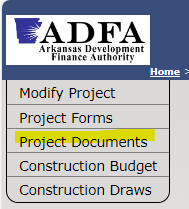 ADFA
Arkansas Development
Finance Authority
Home >
Modify Project
Project Forms
Project Documents
Construction Budget
Construction Draws